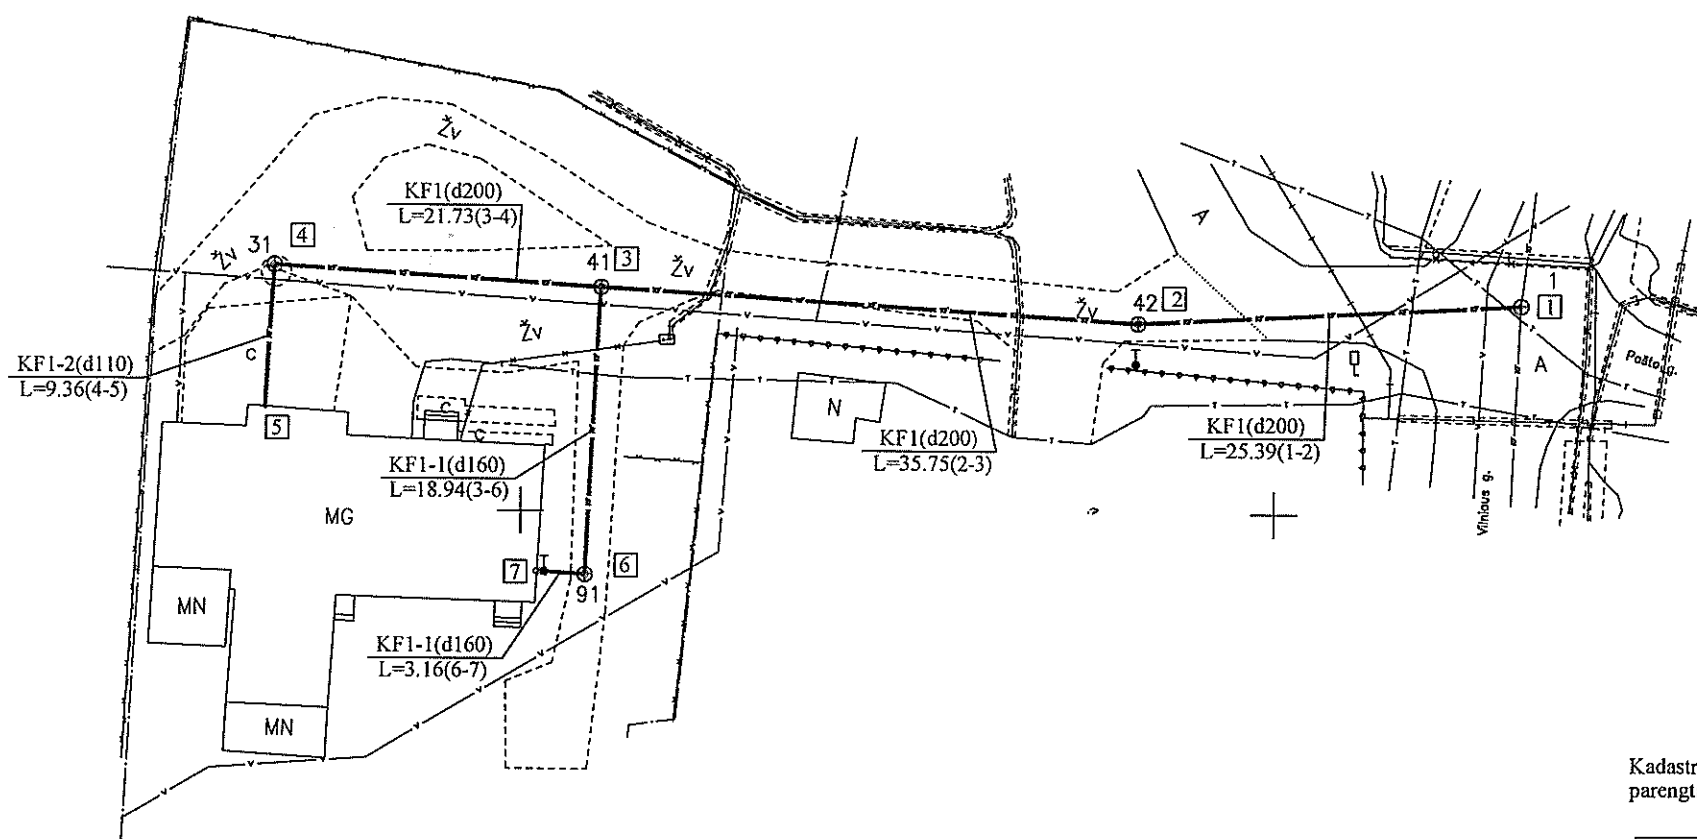 Žv
KF1(d200)
L=21.73(3-4)
A
31
4
Žv
41
3
Žv
1
1
42
2
Žv
Žv
Pašto g.
A
KF1-2(d110)
L=9.36(4-5)
C
5
C
C
N
KF1(d200)
L=35.75(2-3)
KF1(d200)
L=25.39(1-2)
KF1-1(d160)
L=18.94(3-6)
MG
Vilniaus g.
7
6
91
MN
KF1-1(d160)
L=3.16(6-7)
MN
Kadastr
parengt